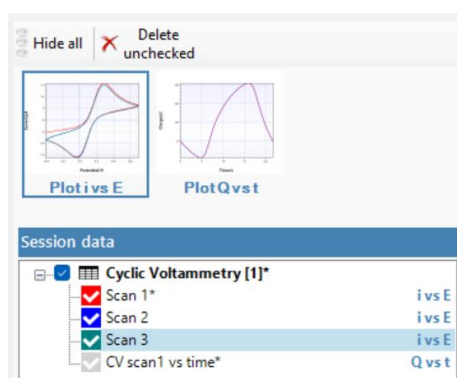 Hide all
Delete
unchecked
Potential/V
Plot i vs E
Plot Q vs t
Session data
Cyclic Voltammetry [1]*
Scan 1* i vs E
Scan 2 i vs E
Scan 3 i vs E
CV scan1 vs time* Q vs t